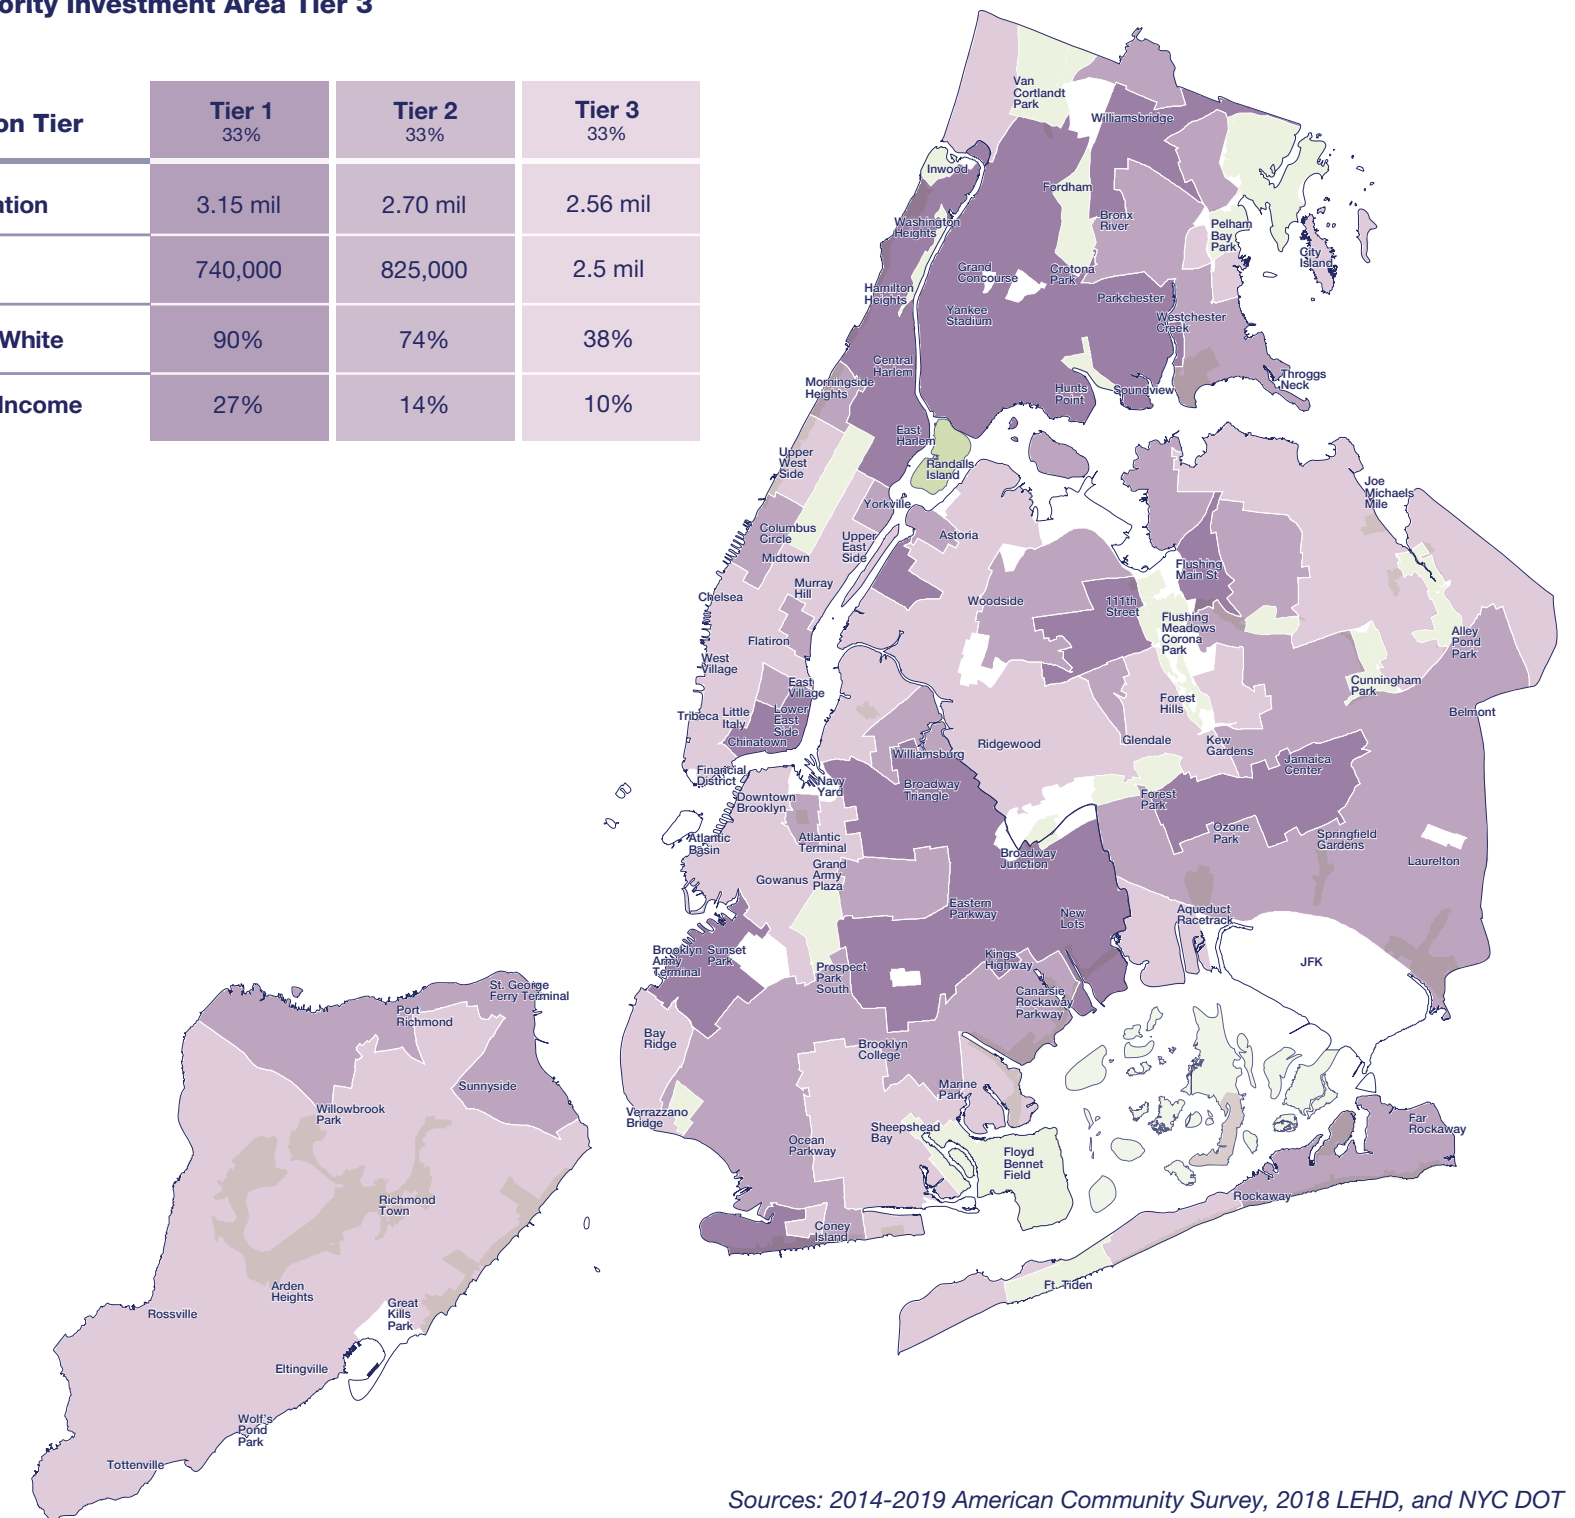 ority Investment Area Tier 3
on Tier
Tier 1
33%
Tier 2
33%
Tier 3
33%
ation
3.15 mil
2.70 mil
2.56 mil
740,000
825,000
2.5 mil
White
90%
74%
38%
Income
27%
14%
10%
Van
Cortlandt
Park
Williamsbridge
Inwood
Fordham
Washington
Heights
Bronx
River
Pelham
Bay
Park
City
Island
Grand
Concourse
Crotona
Park
Hamilton
Heights
Yankee
Stadium
Parkchester
Westchester
Creek
Central
Harlem
Morningside
Heights
Hunts
Point
Soundview
Throggs
Neck
East
Harlem
Upper
West
Side
Randalls
Island
Joe
Michaels
Mile
Yorkville
Columbus
Circle
Upper
East
Side
Astoria
Midtown
Flushing
Main St
Murray
Hill
Chelsea
Woodside
111th
Street
Flushing
Meadows
Corona
Park
Flatiron
Alley
Pond
Park
West
Village
East
Village
Cunningham
Park
Forest
Hills
Tribeca
Little
Italy
Lower
East
Side
Belmont
Chinatown
Williamsburg
Ridgewood
Glendale
Kew
Gardens
Jamaica
Center
Financial
District
Navy
Yard
Broadway
Triangle
Downtown
Brooklyn
Forest
Park
Atlantic
Basin
Atlantic
Terminal
Ozone
Park
Springfield
Gardens
Broadway
Junction
Laurelton
Gowanus
Grand
Army
Plaza
Eastern
Parkway
New
Lots
Aqueduct
Racetrack
Brooklyn
Army
Terminal
Sunset
Park
Kings
Highway
JFK
Prospect
Park
South
Canarsie
Rockaway
Parkway
St. George
Ferry Terminal
Port
Richmond
Bay
Ridge
Brooklyn
College
Sunnyside
Marine
Park
Willowbrook
Park
Verrazzano
Bridge
Sheepshead
Bay
Far
Rockaway
Ocean
Parkway
Floyd
Bennet
Field
Richmond
Town
Rockaway
Coney
Island
Ft. Tiden
Arden
Heights
Rossville
Great
Kills
Park
Eltingville
Wolf's
Pond
Park
Tottenville
Sources: 2014-2019 American Community Survey, 2018 LEHD, and NYC DOT